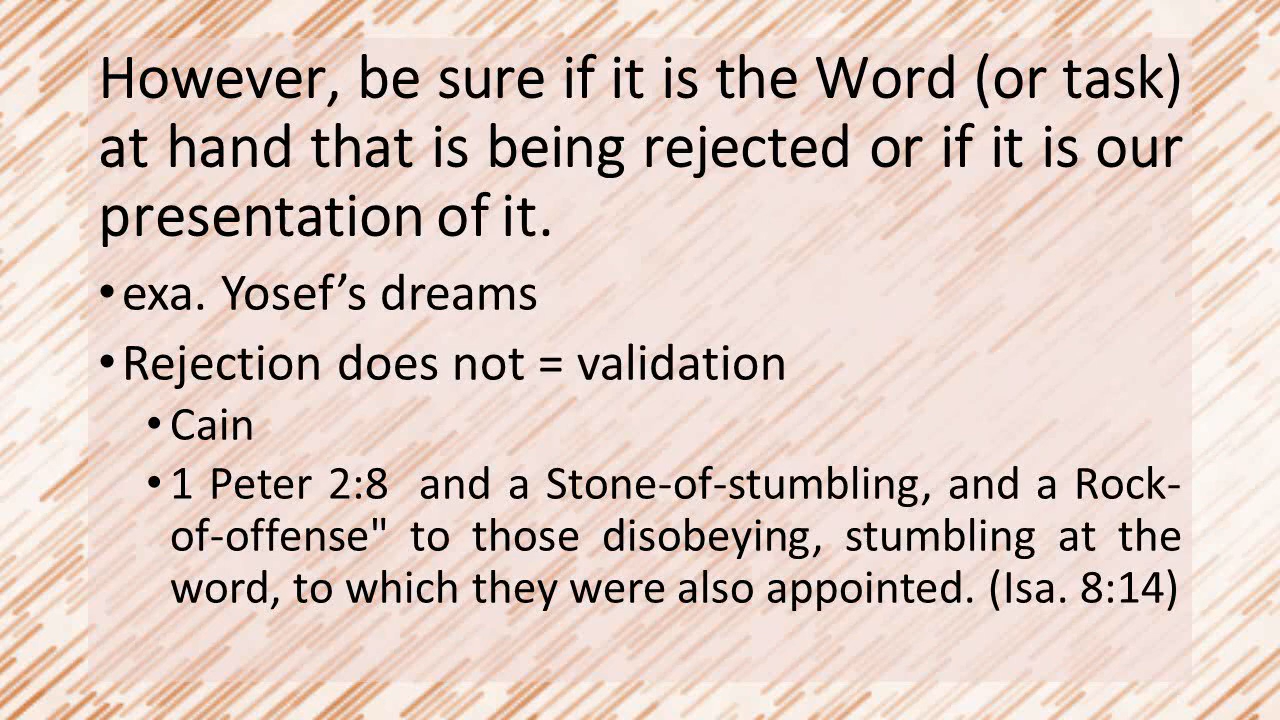 However, be sure if it is the Word (or task)
at hand that is being rejected or if it is our
presentation of it.
•exa. Yosef’s dreams
•Rejection does not = validation
•Cain
•1 Peter 2:8  and a Stone-of-stumbling, and a Rock-
of-offense" to those disobeying, stumbling at the
word, to which they were also appointed. (Isa. 8:14)